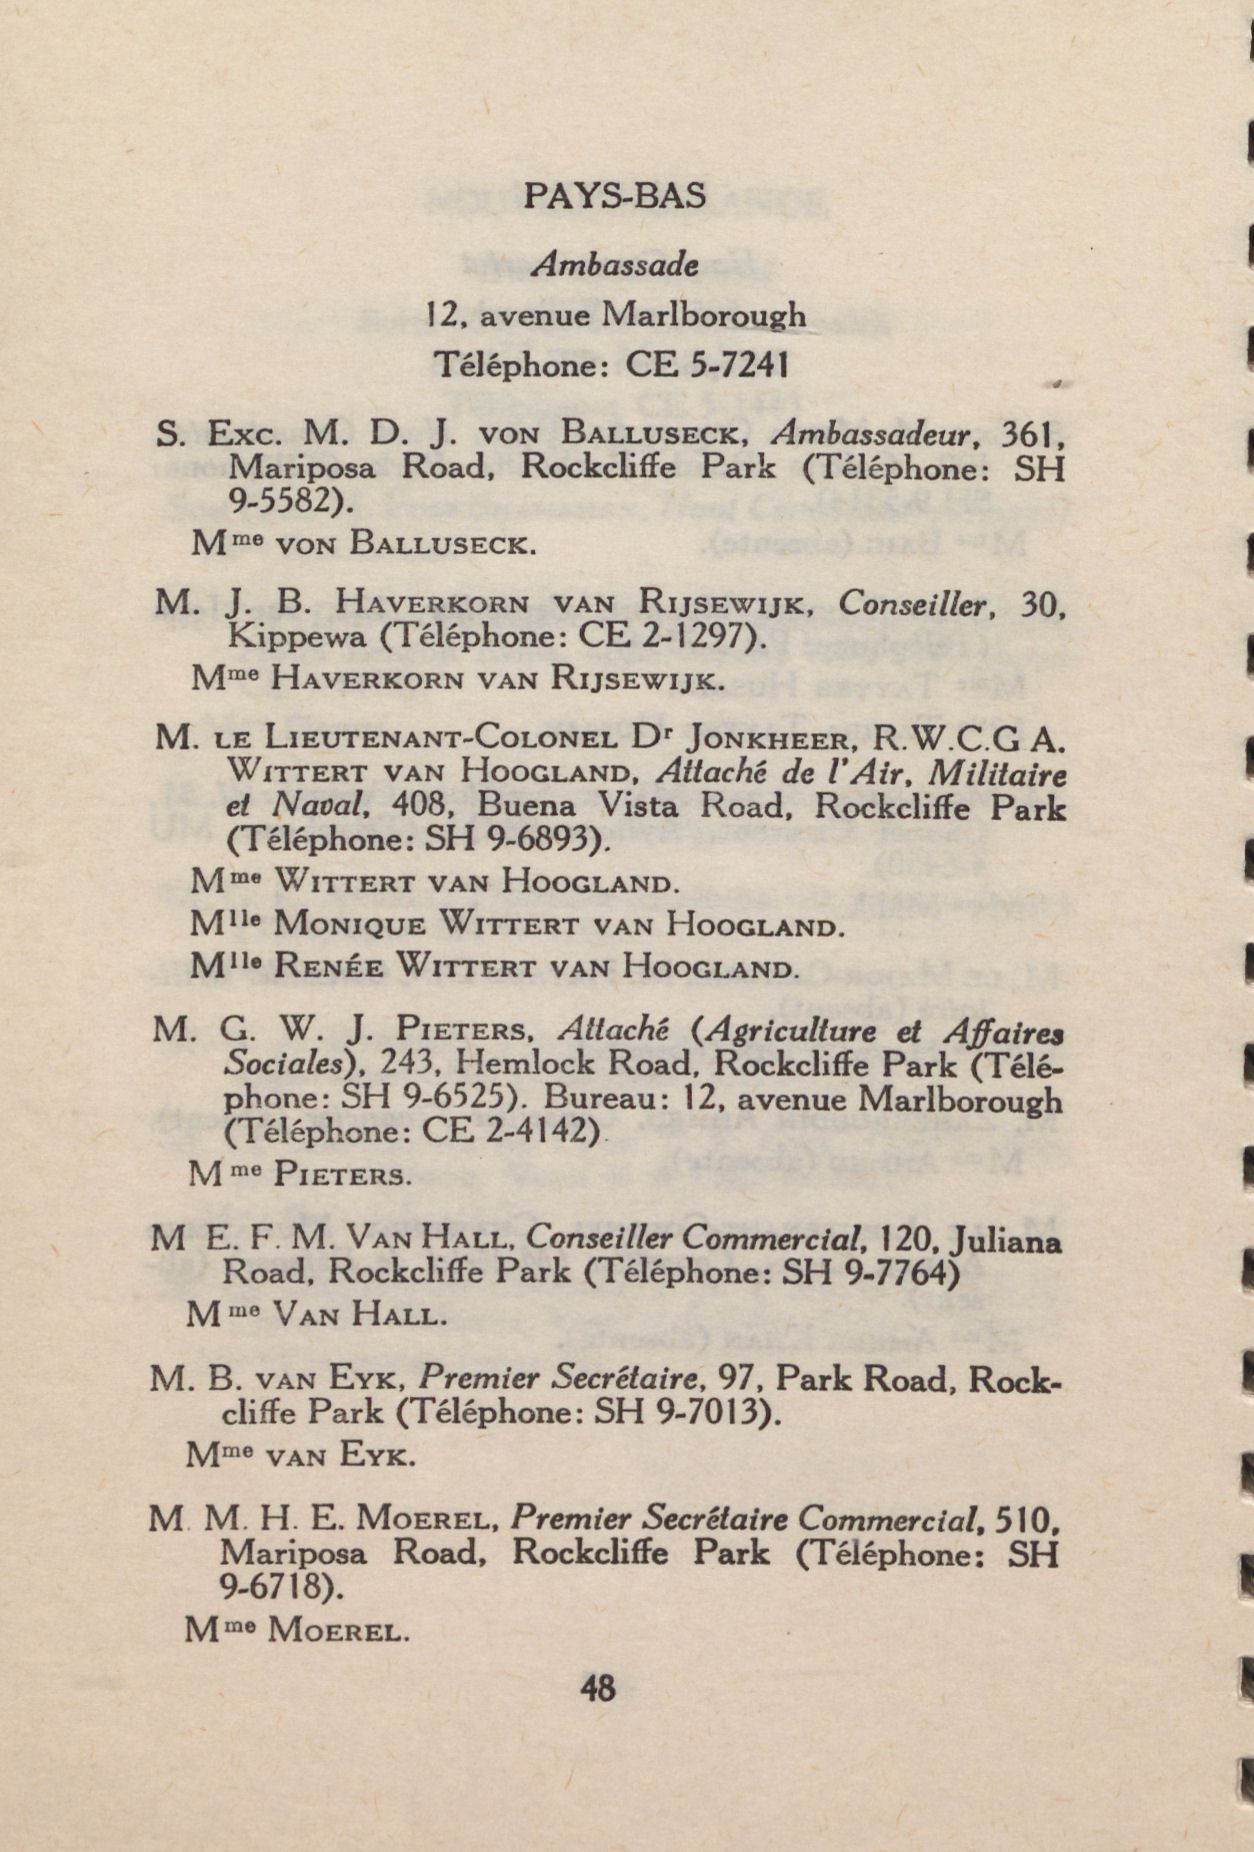 PAYS-BAS
Ambassade
12, avenue Marlborough
Téléphone: CE 5-7241
S. Exc. M. D. J. von Balluseck, Ambassadeur, 361,
Mariposa Road, Rockcliffe Park (Téléphone: SH
9-5582).
Mme von Balluseck.
M. J. B. Haverkorn van Rijsewijk, Conseiller, 30,
Kippewa (Téléphone: CE 2-1297).
Mme Haverkorn van Rijsewijk.
M. le Lieutenant-Colonel Dr Jonkheer, R.W.C.G A.
Wittert van Hoogland, Attaché de l'Air, Militaire
et Naval, 408, Buena Vista Road, Rockcliffe Park
(Téléphone: SH 9-6893).
Mme Wittert van Hoogland.
Mlle Monique Wittert van Hoogland.
Mlle Renée Wittert van Hoogland.
M. G. W. J. Pieters, Attaché (Agriculture et Affaires
Sociales), 243, Hemlock Road, Rockcliffe Park (Télé-
phone: SH 9-6525). Bureau: 12, avenue Marlborough
(Téléphone: CE 2-4142).
Mme Pieters.
M E. F. M. Van Hall, Conseiller Commercial, 120, Juliana
Road, Rockcliffe Park (Téléphone: SH 9-7764)
Mme Van Hall.
M. B. van Eyk, Premier Secrétaire, 97, Park Road, Rock-
cliffe Park (Téléphone: SH 9-7013).
Mme van Eyk.
M. M. H. E. Moerel, Premier Secrétaire Commercial, 510,
Mariposa Road, Rockcliffe Park (Téléphone: SH
9-6718).
Mme Moerel.
48